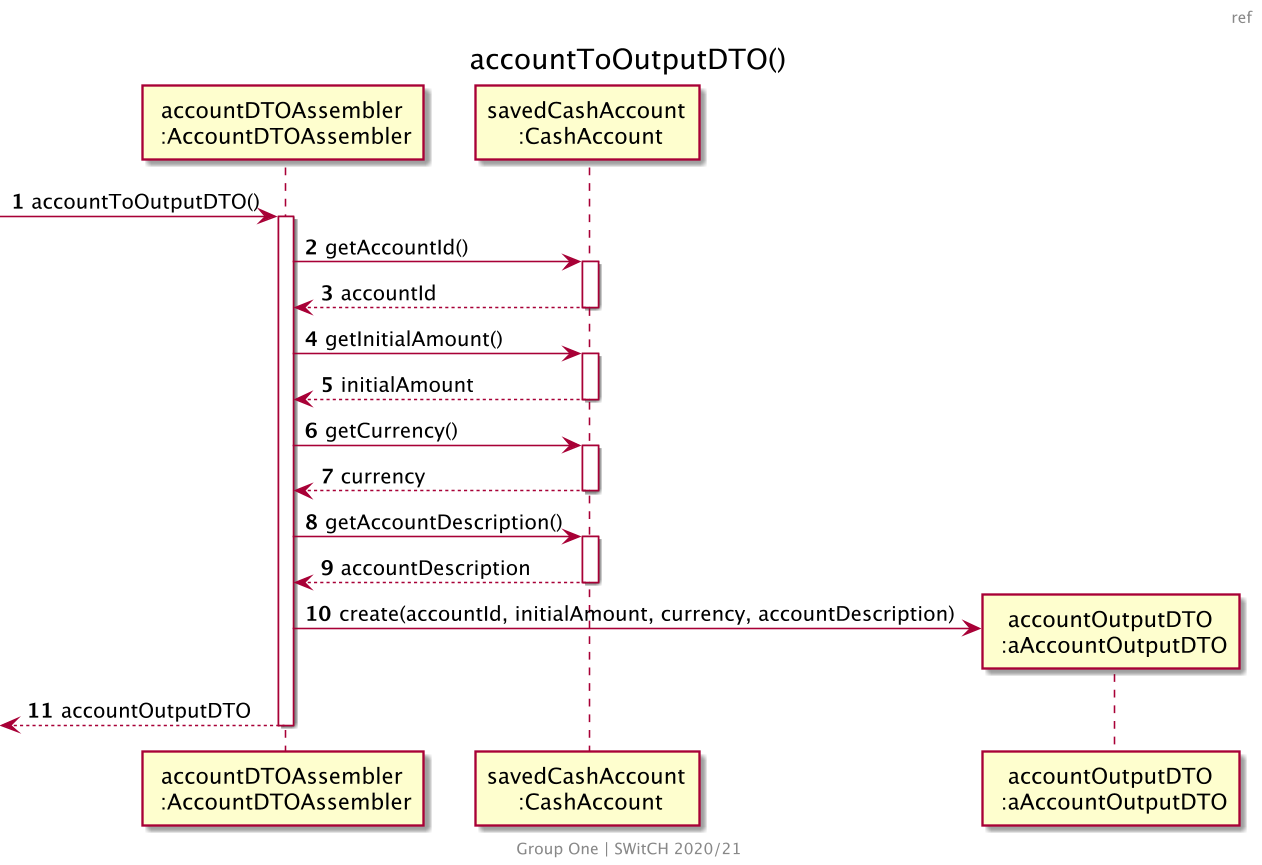 ref
accountToOutputDTO()
accountDTOAssembler
:AccountDTOAssembler
savedCashAccount
:CashAccount
1 accountToOutputDTO()
2 getAccountId()
3 accountId
4 getInitialAmount()
5 initialAmount
6 getCurrency()
7 currency
8 getAccountDescription()
9 accountDescription
10 create(accountId, initialAmount, currency, accountDescription)
accountOutputDTO
:aAccountOutputDTO
11 accountOutputDTO
accountDTOAssembler
:AccountDTOAssembler
savedCashAccount
:CashAccount
accountOutputDTO
:aAccountOutputDTO
Group One | SWitCH 2020/21